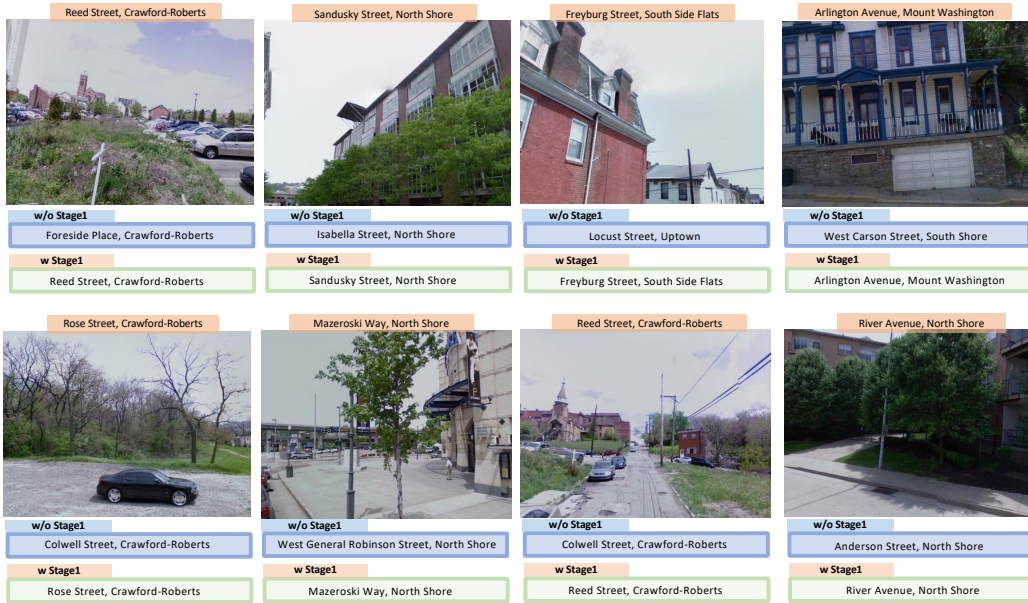 Reed Street, Crawford-Roberts
Sandusky Street, North Shore
Freyburg Street, South Side Flats
Arlington Avenue, Mount Washington
w/o Stage1
w/o Stage1
w/o Stage1
w/o Stage1
Foreside Place, Crawford-Roberts
Isabella Street, North Shore
Locust Street, Uptown
West Carson Street, South Shore
w Stage1
w Stage1
w Stage1
w Stage1
Reed Street, Crawford-Roberts
Sandusky Street, North Shore
Freyburg Street, South Side Flats
Arlington Avenue, Mount Washington
Rose Street, Crawford-Roberts
Mazeroski Way, North Shore
Reed Street, Crawford-Roberts
River Avenue, North Shore
w/o Stage1
w/o Stage1
w/o Stage1
w/o Stage1
Colwell Street, Crawford-Roberts
West General Robinson Street, North Shore
Colwell Street, Crawford-Roberts
Anderson Street, North Shore
w Stage1
w Stage1
w Stage1
w Stage1
Rose Street, Crawford-Roberts
Mazeroski Way, North Shore
Reed Street, Crawford-Roberts
River Avenue, North Shore